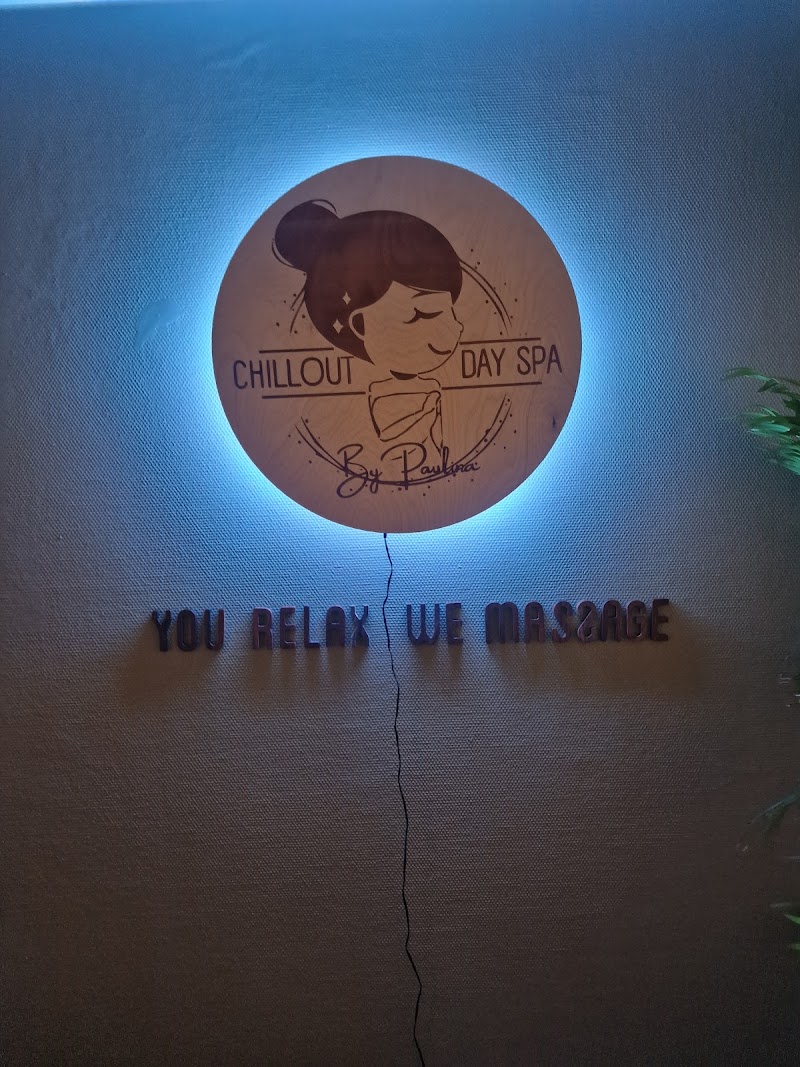 CHILLOUT DAY SPA
By Paulina
YOU RELAX WE MASSAGE